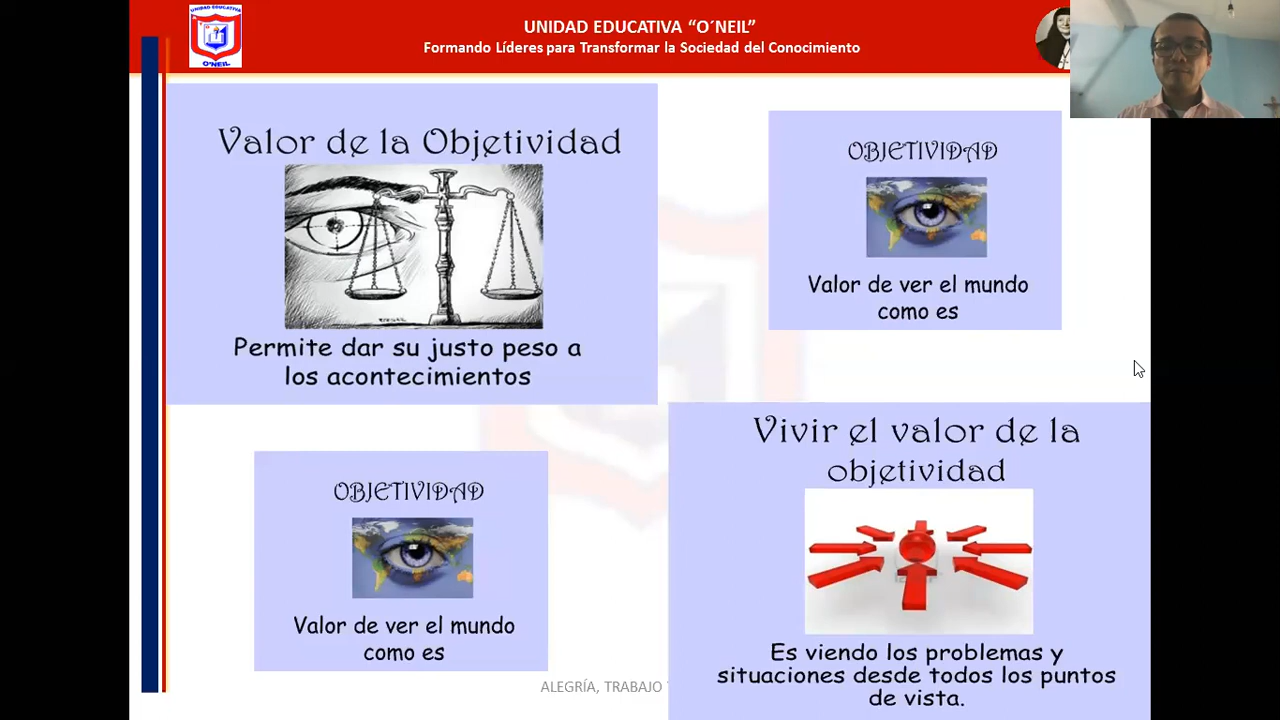 UNIDAD EDUCATIVA
O´NEIL
UNIDAD EDUCATIVA “O´NEIL”
Formando Líderes para Transformar la Sociedad del Conocimiento
Valor de la Objetividad
Permite dar su justo peso a
los acontecimientos
OBJETIVIDAD
Valor de ver el mundo
como es
OBJETIVIDAD
Valor de ver el mundo
como es
Vivir el valor de la
objetividad
Es viendo los problemas y
situaciones desde todos los puntos
de vista.
ALEGRÍA, TRABAJO